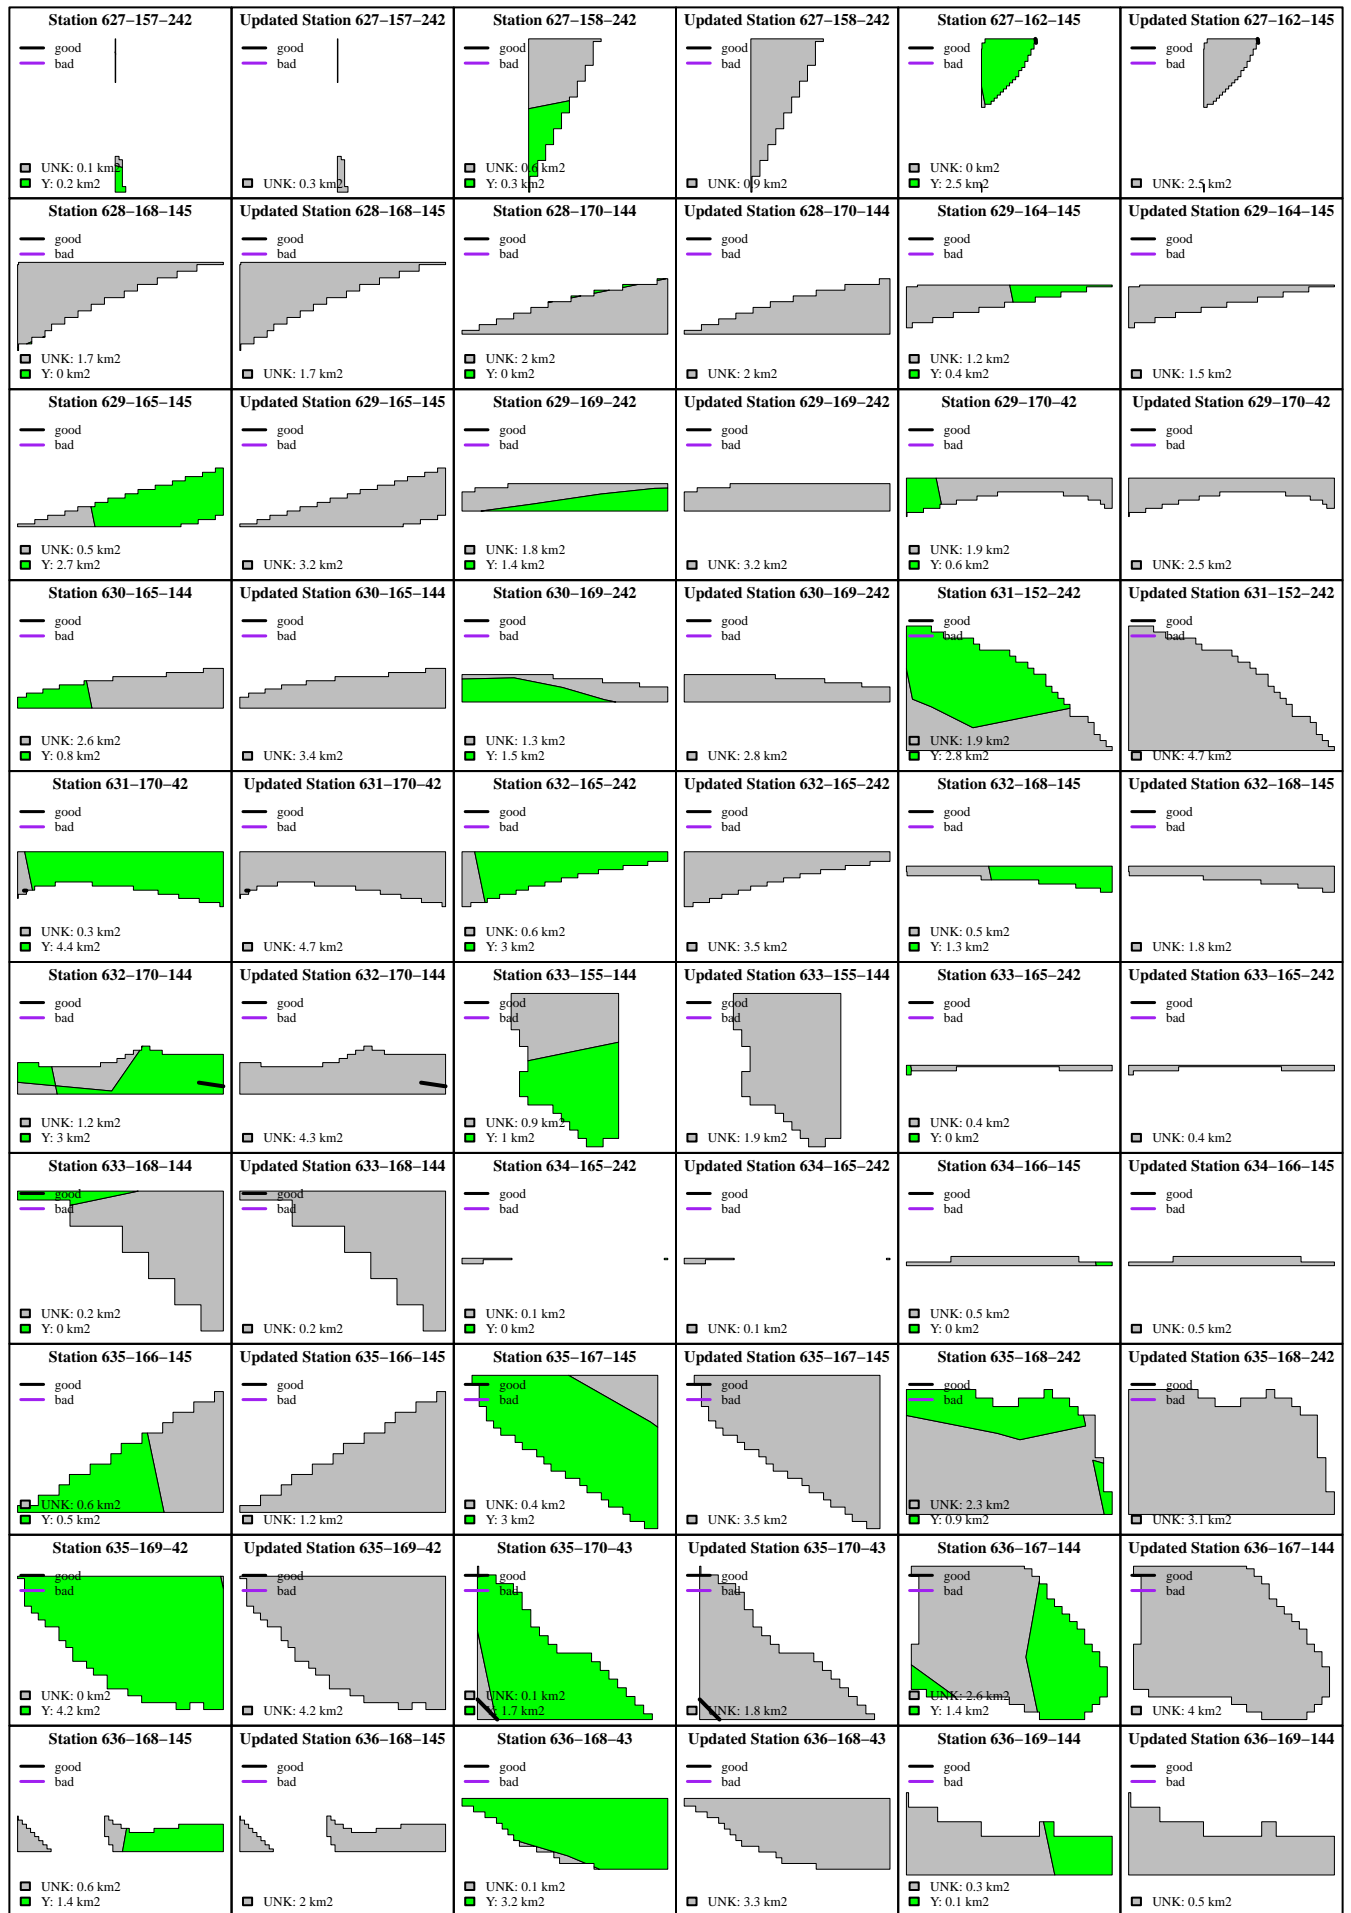 Station 627−157−242
good
bad
UNK: 0.1 km2
Y: 0.2 km2
Updated Station 627−157−242
good
bad
UNK: 0.3 km2
Station 627−158−242
good
bad
UNK: 0.6 km2
Y: 0.3 km2
Updated Station 627−158−242
good
bad
UNK: 0.9 km2
Station 627−162−145
good
bad
UNK: 0 km2
Y: 2.5 km2
Updated Station 627−162−145
good
bad
UNK: 2.5 km2
Station 628−168−145
good
bad
UNK: 1.7 km2
Y: 0 km2
Updated Station 628−168−145
good
bad
UNK: 1.7 km2
Station 628−170−144
good
bad
UNK: 2 km2
Y: 0 km2
Updated Station 628−170−144
good
bad
UNK: 2 km2
Station 629−164−145
good
bad
UNK: 1.2 km2
Y: 0.4 km2
Updated Station 629−164−145
good
bad
UNK: 1.5 km2
Station 629−165−145
good
bad
UNK: 0.5 km2
Y: 2.7 km2
Updated Station 629−165−145
good
bad
UNK: 3.2 km2
Station 629−169−242
good
bad
UNK: 1.8 km2
Y: 1.4 km2
Updated Station 629−169−242
good
bad
UNK: 3.2 km2
Station 629−170−42
good
bad
UNK: 1.9 km2
Y: 0.6 km2
Updated Station 629−170−42
good
bad
UNK: 2.5 km2
Station 630−165−144
good
bad
UNK: 2.6 km2
Y: 0.8 km2
Updated Station 630−165−144
good
bad
UNK: 3.4 km2
Station 630−169−242
good
bad
UNK: 1.3 km2
Y: 1.5 km2
Updated Station 630−169−242
good
bad
UNK: 2.8 km2
Station 631−152−242
good
bad
UNK: 1.9 km2
Y: 2.8 km2
Updated Station 631−152−242
good
bad
UNK: 4.7 km2
Station 631−170−42
good
bad
UNK: 0.3 km2
Y: 4.4 km2
Updated Station 631−170−42
good
bad
UNK: 4.7 km2
Station 632−165−242
good
bad
UNK: 0.6 km2
Y: 3 km2
Updated Station 632−165−242
good
bad
UNK: 3.5 km2
Station 632−168−145
good
bad
UNK: 0.5 km2
Y: 1.3 km2
Updated Station 632−168−145
good
bad
UNK: 1.8 km2
Station 632−170−144
good
bad
UNK: 1.2 km2
Y: 3 km2
Updated Station 632−170−144
good
bad
UNK: 4.3 km2
Station 633−155−144
good
bad
UNK: 0.9 km2
Y: 1 km2
Updated Station 633−155−144
good
bad
UNK: 1.9 km2
Station 633−165−242
good
bad
UNK: 0.4 km2
Y: 0 km2
Updated Station 633−165−242
good
bad
UNK: 0.4 km2
Station 633−168−144
good
bad
UNK: 0.2 km2
Y: 0 km2
Updated Station 633−168−144
good
bad
UNK: 0.2 km2
Station 634−165−242
good
bad
UNK: 0.1 km2
Y: 0 km2
Updated Station 634−165−242
good
bad
UNK: 0.1 km2
Station 634−166−145
good
bad
UNK: 0.5 km2
Y: 0 km2
Updated Station 634−166−145
good
bad
UNK: 0.5 km2
Station 635−166−145
good
bad
UNK: 0.6 km2
Y: 0.5 km2
Updated Station 635−166−145
good
bad
UNK: 1.2 km2
Station 635−167−145
good
bad
UNK: 0.4 km2
Y: 3 km2
Updated Station 635−167−145
good
bad
UNK: 3.5 km2
Station 635−168−242
good
bad
UNK: 2.3 km2
Y: 0.9 km2
Updated Station 635−168−242
good
bad
UNK: 3.1 km2
Station 635−169−42
good
bad
UNK: 0 km2
Y: 4.2 km2
Updated Station 635−169−42
good
bad
UNK: 4.2 km2
Station 635−170−43
good
bad
UNK: 0.1 km2
Y: 1.7 km2
Updated Station 635−170−43
good
bad
UNK: 1.8 km2
Station 636−167−144
good
bad
UNK: 2.6 km2
Y: 1.4 km2
Updated Station 636−167−144
good
bad
UNK: 4 km2
Station 636−168−145
good
bad
UNK: 0.6 km2
Y: 1.4 km2
Updated Station 636−168−145
good
bad
UNK: 2 km2
Station 636−168−43
good
bad
UNK: 0.1 km2
Y: 3.2 km2
Updated Station 636−168−43
good
bad
UNK: 3.3 km2
Station 636−169−144
good
bad
UNK: 0.3 km2
Y: 0.1 km2
Updated Station 636−169−144
good
bad
UNK: 0.5 km2